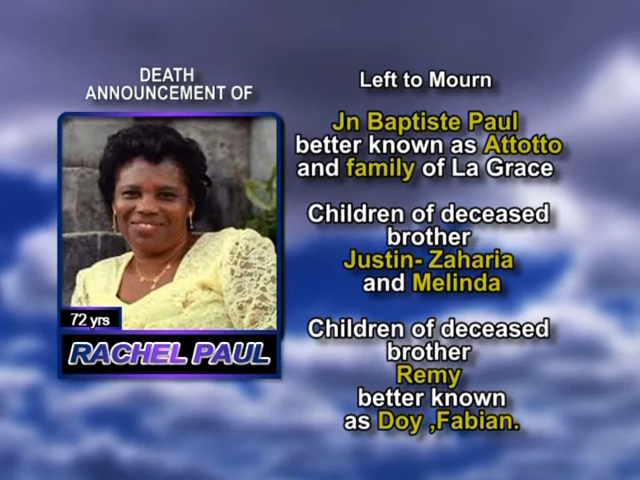 DEATH
ANNOUNCEMENT OF
72 yrs
RACHEL PAUL
Left to Mourn
Jn Baptiste Paul
better known as Attotto
and family of La Grace
Children of deceased
brother
Justin- Zaharia
and Melinda
Children of deceased
brother
Remy
better known
as Doy ,Fabian.